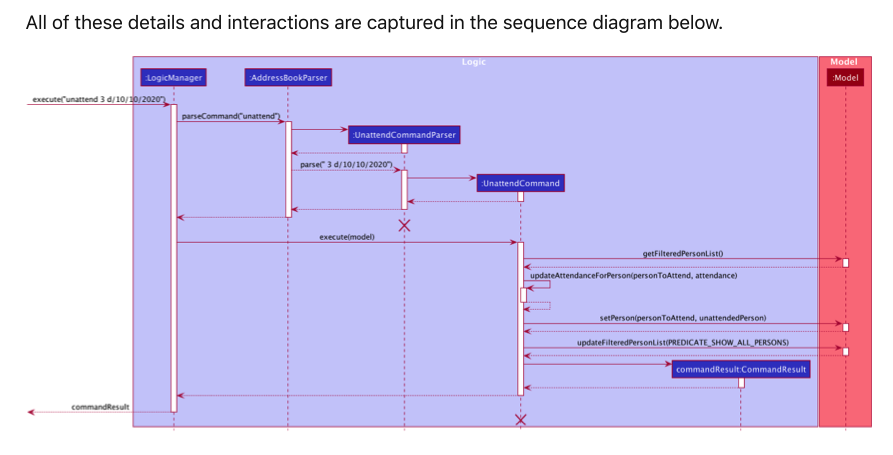 All of these details and interactions are captured in the sequence diagram below.
Logic
Model
:LogicManager
:AddressBookParser
:Model
execute("unattend 3 d/10/10/2020")
parseCommand("unattend")
:UnattendCommandParser
parse(" 3 d/10/10/2020")
:UnattendCommand
execute(model)
getFilteredPersonList()
updateAttendanceForPerson(personToAttend, attendance)
setPerson(personToAttend, unattendedPerson)
updateFilteredPersonList(PREDICATE_SHOW_ALL_PERSONS)
commandResult:CommandResult
commandResult